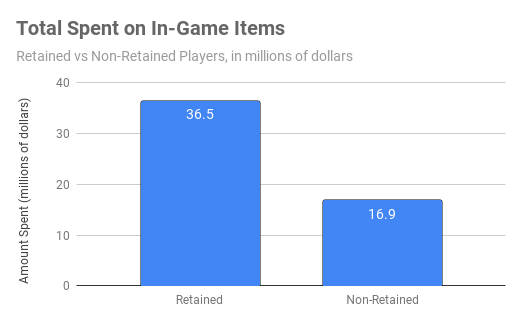 Total Spent on In-Game Items
Retained vs Non-Retained Players, in millions of dollars
Amount Spent (millions of dollars)
40
30
20
10
0
36.5
16.9
Retained
Non-Retained